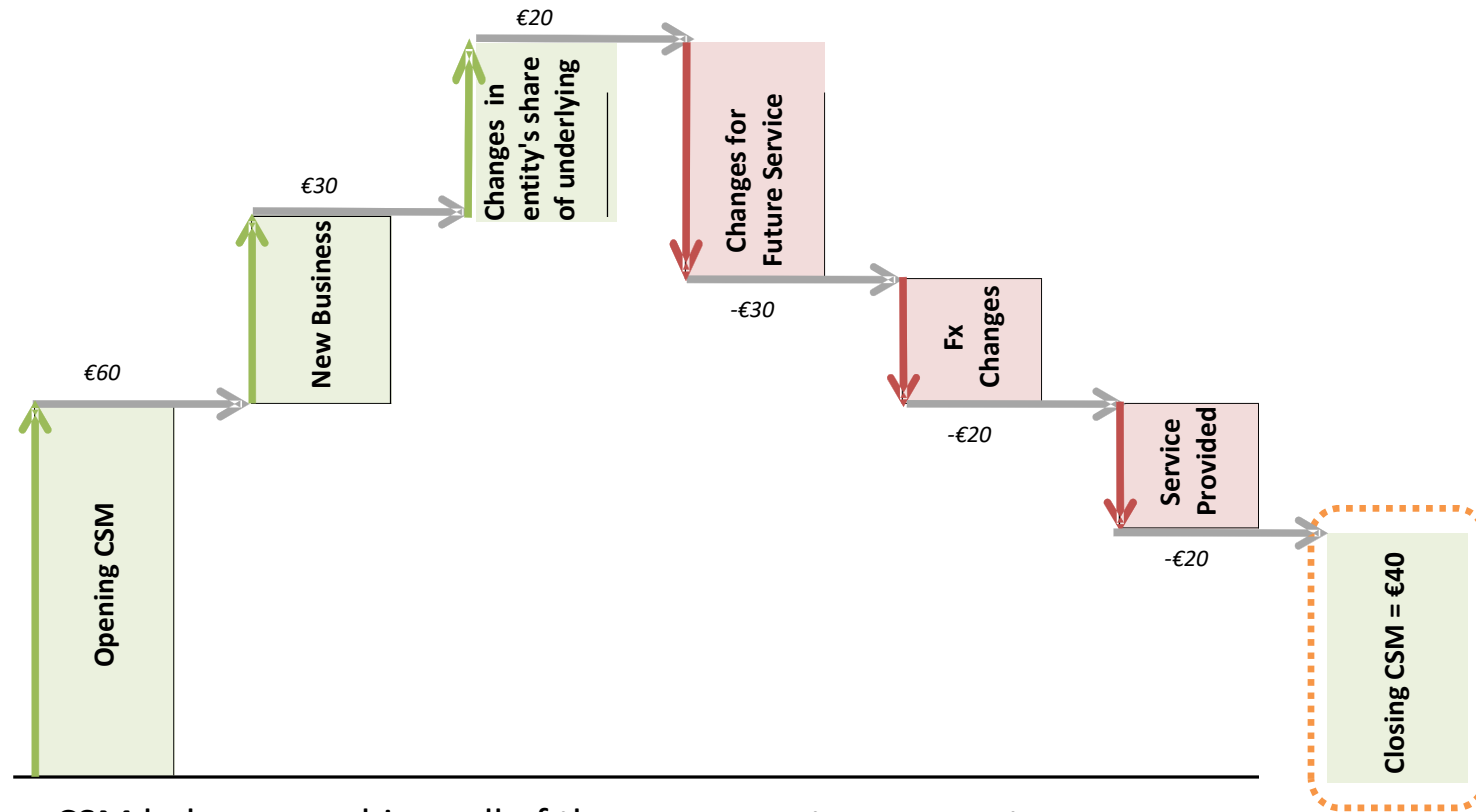 €60
Opening CSM
€30
New Business
€20
Changes in
entity's share
of underlying
Changes for
Future Service
-€30
Fx
Changes
-€20
Service
Provided
-€20
Closing CSM = €40
CSM